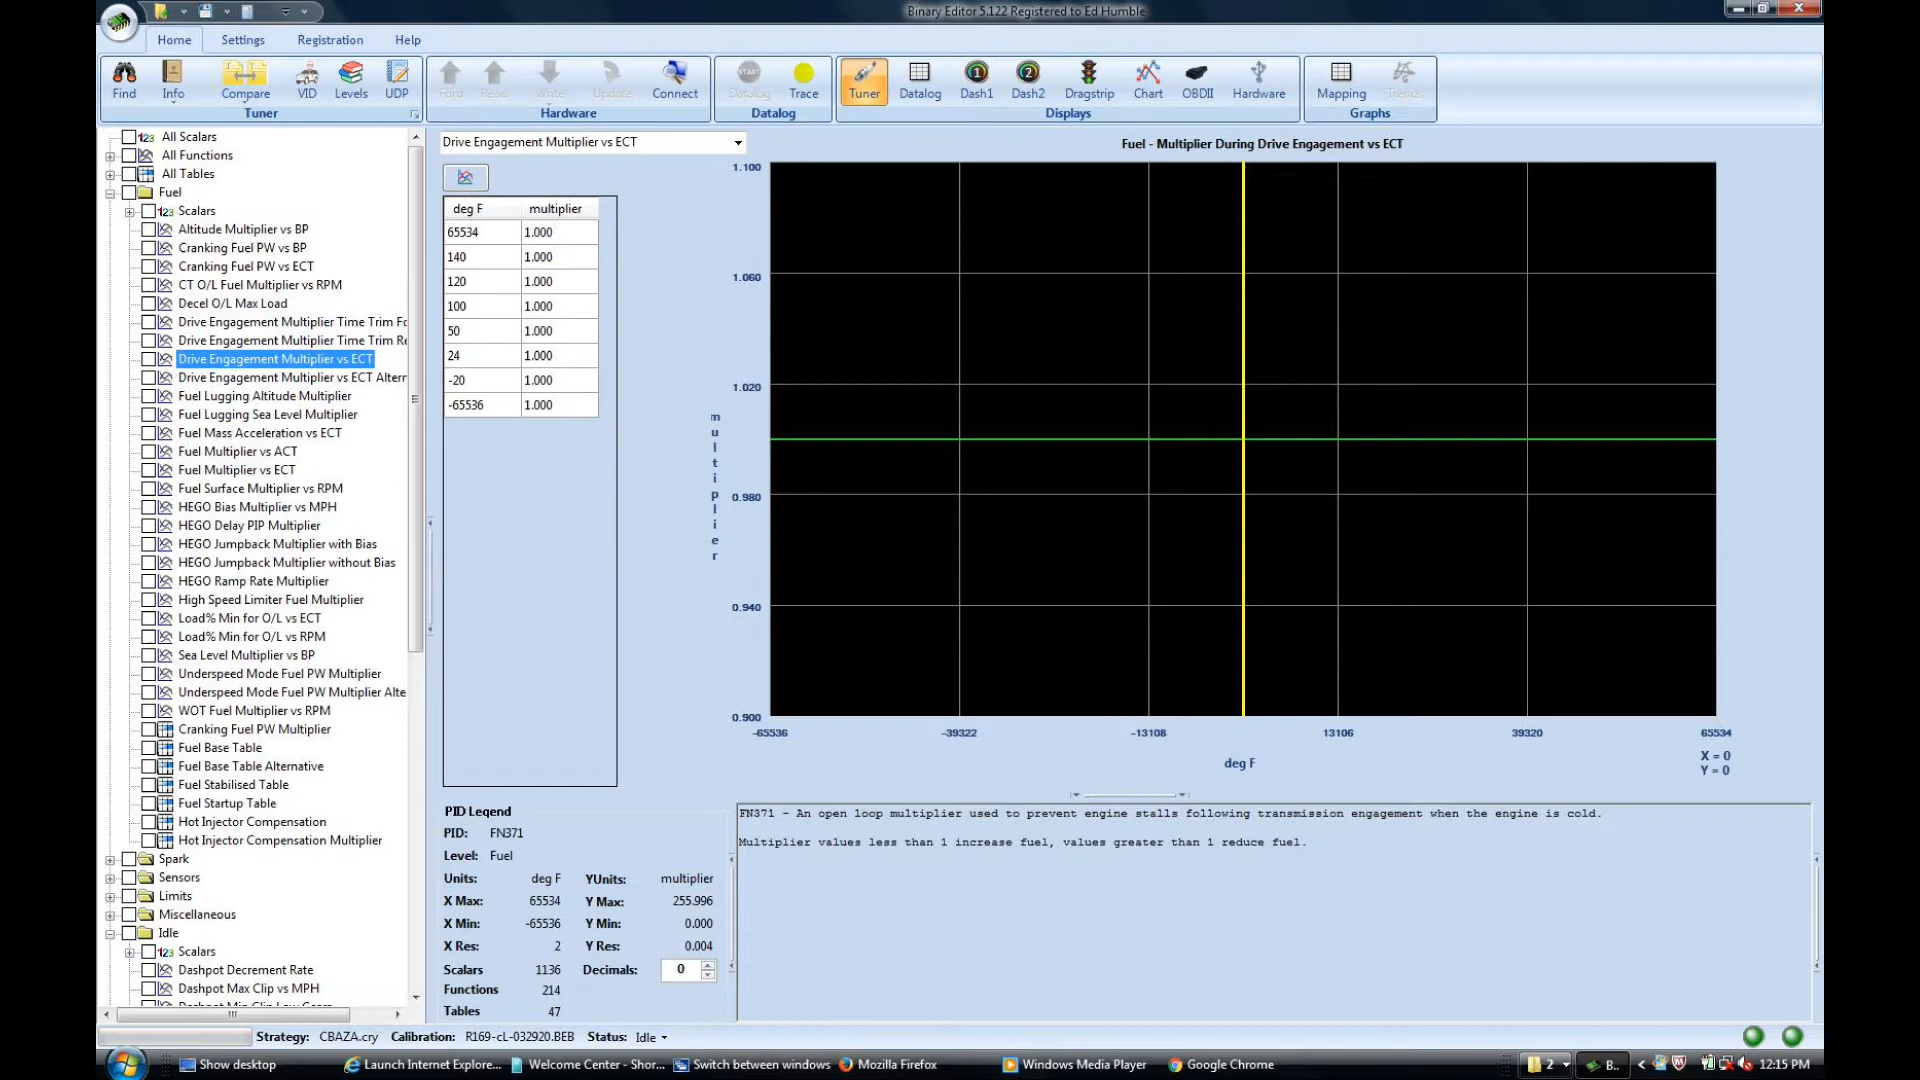 Binary Editor 5.122 Registered to Ed Humble
Home Settings Registration Help
Find Info Compare VID Levels UDP Ford Read Write Update Connect Datalog Trace Tuner Datalog Dash1 Dash2 Dragstrip Chart OBDII Hardware Mapping Trends
Tuner Hardware Datalog Displays Graphs
All Scalars
All Functions
All Tables
Fuel
Scalars
Altitude Multiplier vs BP
Cranking Fuel PW vs BP
Cranking Fuel PW vs ECT
CT O/L Fuel Multiplier vs RPM
Decel O/L Max Load
Drive Engagement Multiplier Time Trim Fo
Drive Engagement Multiplier Time Trim Re
Drive Engagement Multiplier vs ECT
Drive Engagement Multiplier vs ECT Altern
Fuel Lugging Altitude Multiplier
Fuel Lugging Sea Level Multiplier
Fuel Mass Acceleration vs ECT
Fuel Multiplier vs ACT
Fuel Multiplier vs ECT
Fuel Surface Multiplier vs RPM
HEGO Bias Multiplier vs MPH
HEGO Delay PIP Multiplier
HEGO Jumpback Multiplier with Bias
HEGO Jumpback Multiplier without Bias
HEGO Ramp Rate Multiplier
High Speed Limiter Fuel Multiplier
Load% Min for O/L vs ECT
Load% Min for O/L vs RPM
Sea Level Multiplier vs BP
Underspeed Mode Fuel PW Multiplier
Underspeed Mode Fuel PW Multiplier Alte
WOT Fuel Multiplier vs RPM
Cranking Fuel PW Multiplier
Fuel Base Table
Fuel Base Table Alternative
Fuel Stabilised Table
Fuel Startup Table
Hot Injector Compensation
Hot Injector Compensation Multiplier
Spark
Sensors
Limits
Miscellaneous
Idle
Scalars
Dashpot Decrement Rate
Dashpot Max Clip vs MPH
Drive Engagement Multiplier vs ECT
deg F multiplier
65534 1.000
140 1.000
120 1.000
100 1.000
50 1.000
24 1.000
-20 1.000
-65536 1.000
Fuel - Multiplier During Drive Engagement vs ECT
1.100
1.060
1.020
0.980
0.940
0.900
multiplier
-65536 -39322 -13108 13106 39320 65534
deg F
X = 0
Y = 0
PID Legend
PID: FN371
Level: Fuel
Units: deg F YUnits: multiplier
X Max: 65534 Y Max: 255.996
X Min: -65536 Y Min: 0.000
X Res: 2 Y Res: 0.004
Scalars 1136 Decimals: 0
Functions 214
Tables 47
FN371 - An open loop multiplier used to prevent engine stalls following transmission engagement when the engine is cold.
Multiplier values less than 1 increase fuel, values greater than 1 reduce fuel.
Strategy: CBAZA.cry Calibration: R169-cL-032920.BEB Status: Idle
Show desktop Launch Internet Explore... Welcome Center - Shor... Switch between windows Mozilla Firefox Windows Media Player Google Chrome 2 B.. 12:15 PM